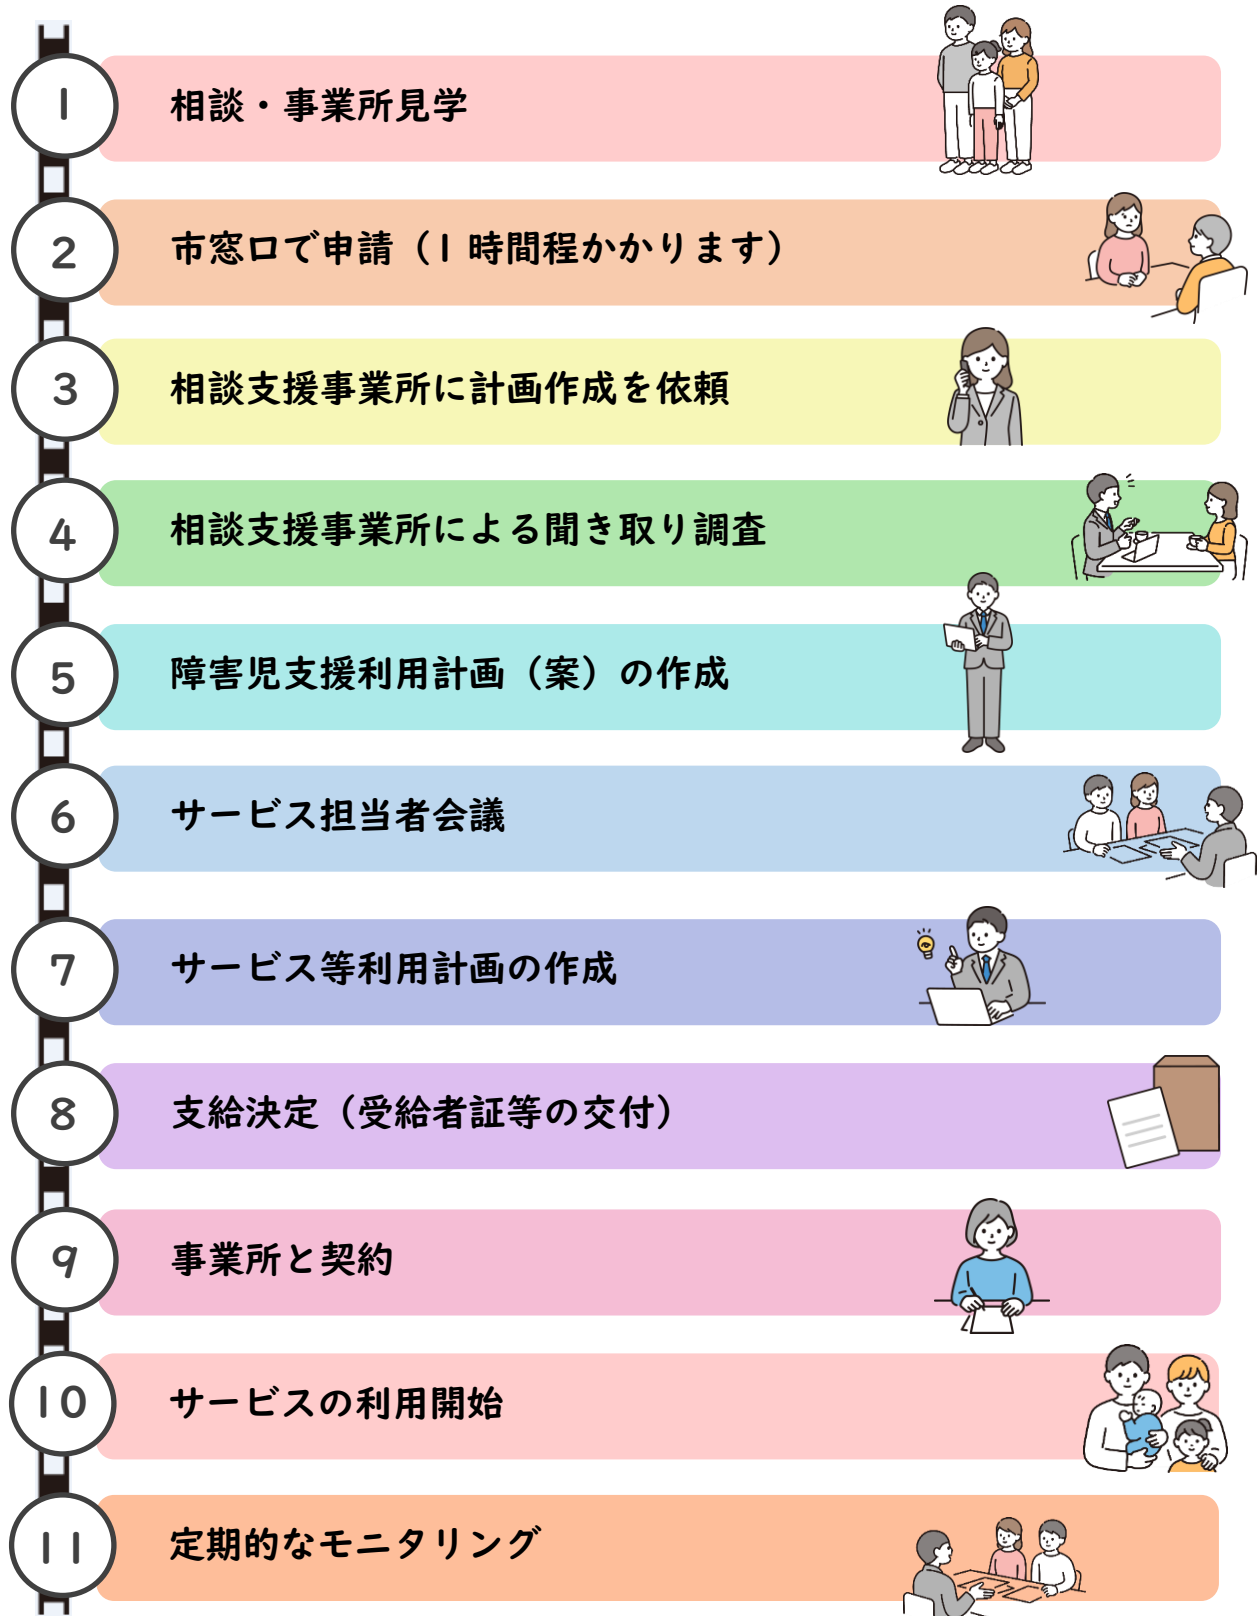 1 相談・事業所見学
2 市窓口で申請（1時間程かかります）
3 相談支援事業所に計画作成を依頼
4 相談支援事業所による聞き取り調査
5 障害児支援利用計画（案）の作成
6 サービス担当者会議
7 サービス等利用計画の作成
8 支給決定（受給者証等の交付）
9 事業所と契約
10 サービスの利用開始
11 定期的なモニタリング